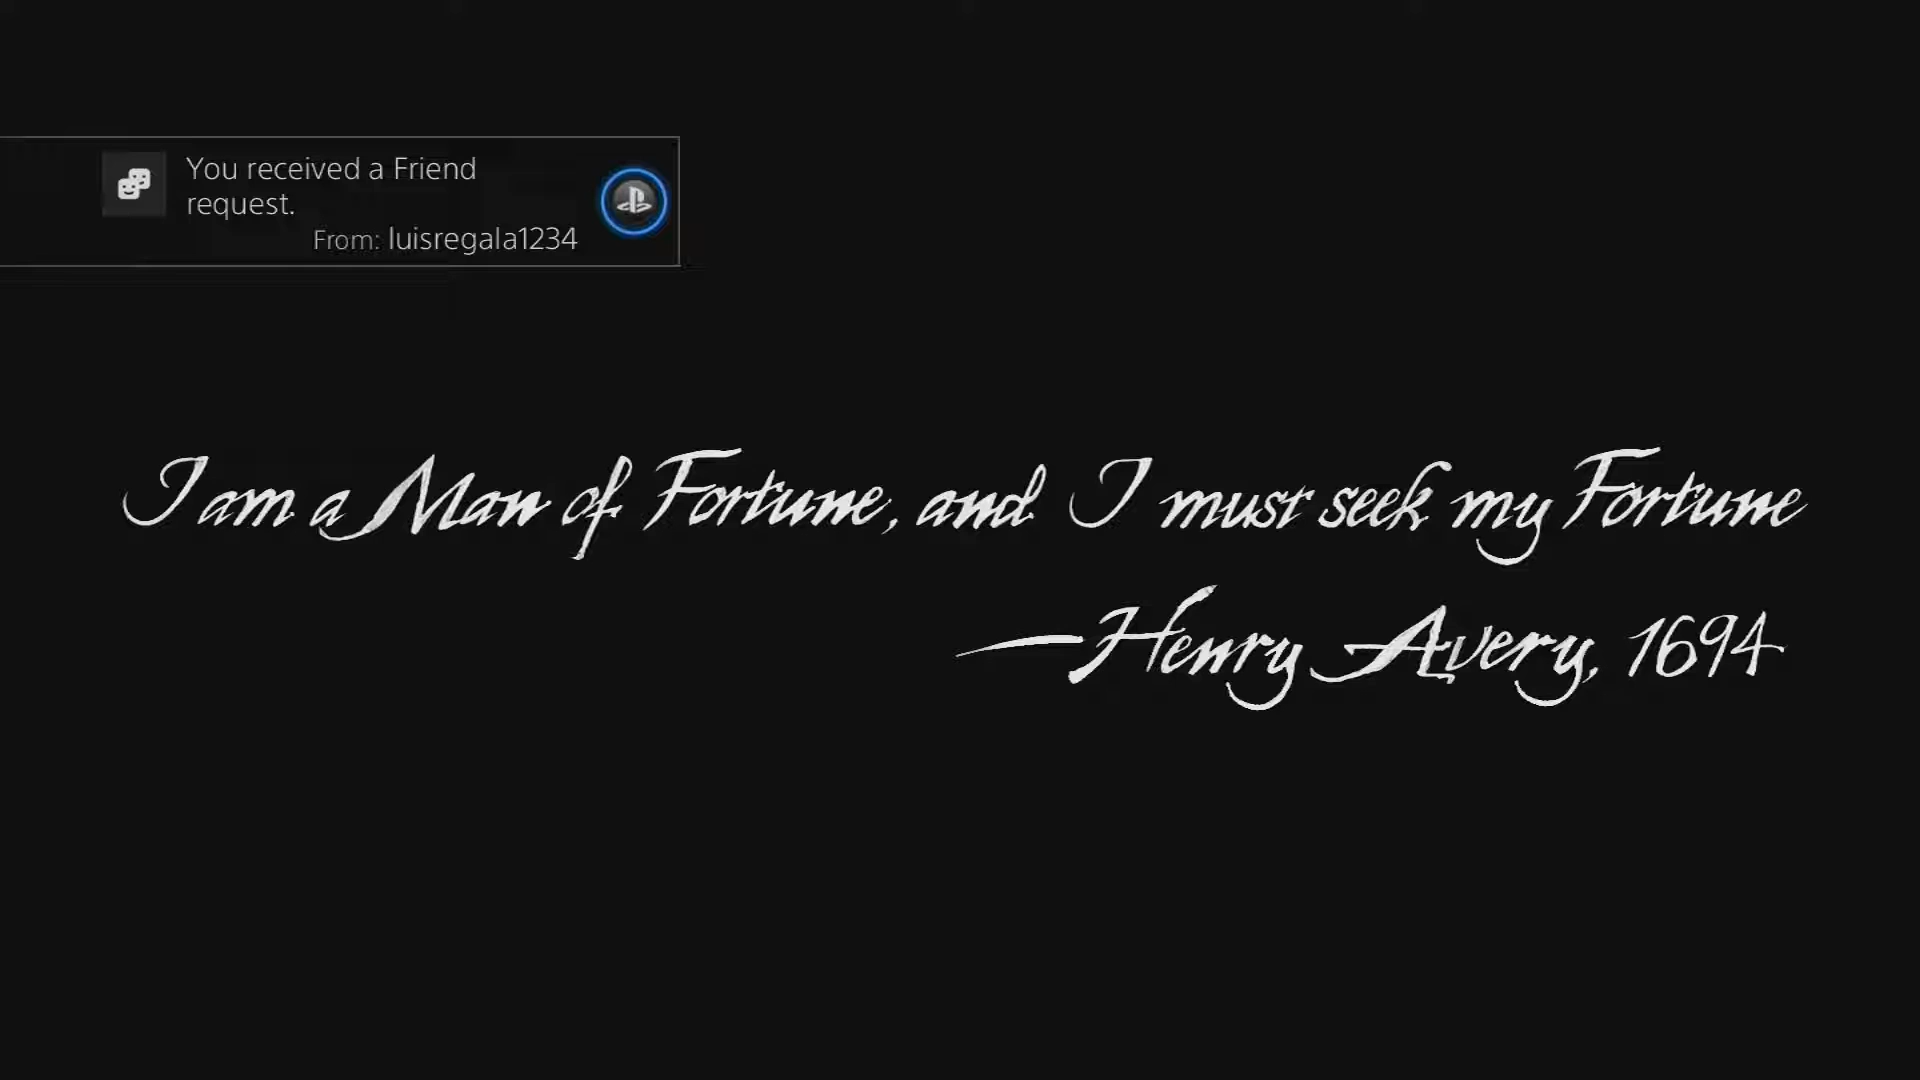 You received a Friend
request.
From: luisregala1234
I am a Man of Fortune, and I must seek my Fortune
—Henry Avery, 1694